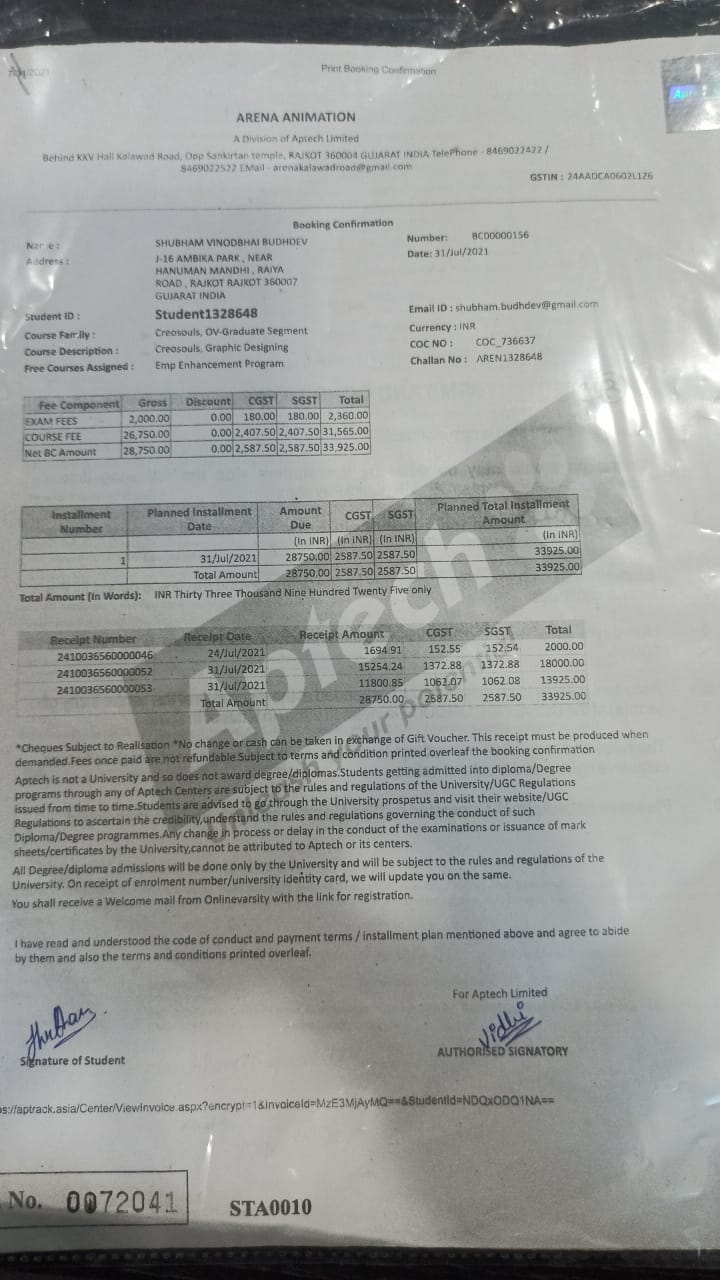 Print Booking Confirmation
ARENA ANIMATION
A Division of Aptech Limited
Behind KKV Hall Kalawad Road, Opp Sankirtan temple, RAJKOT 360004 GUJARAT INDIA TelePhone - 8469022422 /
8469022522 EMail - arenakalawadroad@gmail.com
GSTIN : 24AADCA0602L1Z6
Booking Confirmation
Name : SHUBHAM VINODBHAI BUDHDEV Number: BC00000156
Address : J-16 AMBIKA PARK , NEAR Date: 31/Jul/2021
HANUMAN MANDHI , RAIYA
ROAD , RAJKOT RAJKOT 360007
GUJARAT INDIA
Student ID : Student1328648 Email ID : shubham.budhdev@gmail.com
Course Family : Creosouls, OV-Graduate Segment Currency : INR
Course Description : Creosouls, Graphic Designing COC NO : COC_736637
Free Courses Assigned : Emp Enhancement Program Challan No : AREN1328648
Fee Component Gross Discount CGST SGST Total
EXAM FEES 2,000.00 0.00 180.00 180.00 2,360.00
COURSE FEE 26,750.00 0.00 2,407.50 2,407.50 31,565.00
Net BC Amount 28,750.00 0.00 2,587.50 2,587.50 33,925.00
Installment Number Planned Installment Date Amount Due CGST SGST Planned Total Installment Amount
(In INR) (In INR) (In INR) (In INR)
1 31/Jul/2021 28750.00 2587.50 2587.50 33925.00
Total Amount 28750.00 2587.50 2587.50 33925.00
Total Amount (In Words): INR Thirty Three Thousand Nine Hundred Twenty Five only
Receipt Number Receipt Date Receipt Amount CGST SGST Total
2410036560000046 24/Jul/2021 1694.91 152.55 152.54 2000.00
2410036560000052 31/Jul/2021 15254.24 1372.88 1372.88 18000.00
2410036560000053 31/Jul/2021 11800.85 1062.07 1062.08 13925.00
Total Amount 28750.00 2587.50 2587.50 33925.00
Aptech
*Cheques Subject to Realisation *No change or cash can be taken in exchange of Gift Voucher. This receipt must be produced when
demanded.Fees once paid are not refundable.Subject to terms and condition printed overleaf the booking confirmation
Aptech is not a University and so does not award degree/diplomas.Students getting admitted into diploma/Degree
programs through any of Aptech Centers are subject to the rules and regulations of the University/UGC Regulations
issued from time to time.Students are advised to go through the University prospetus and visit their website/UGC
Regulations to ascertain the credibility,understand the rules and regulations governing the conduct of such
Diploma/Degree programmes.Any change in process or delay in the conduct of the examinations or issuance of mark
sheets/certificates by the University,cannot be attributed to Aptech or its centers.
All Degree/diploma admissions will be done only by the University and will be subject to the rules and regulations of the
University. On receipt of enrolment number/university identity card, we will update you on the same.
You shall receive a Welcome mail from Onlinevarsity with the link for registration.
I have read and understood the code of conduct and payment terms / installment plan mentioned above and agree to abide
by them and also the terms and conditions printed overleaf.
For Aptech Limited
Vidhi
Signature of Student AUTHORISED SIGNATORY
ps://aptrack.asia/Center/ViewInvoice.aspx?encrypt=1&InvoiceId=MzE3MjAyMQ==&StudentId=NDQxODQ1NA==
No. 0072041 STA0010